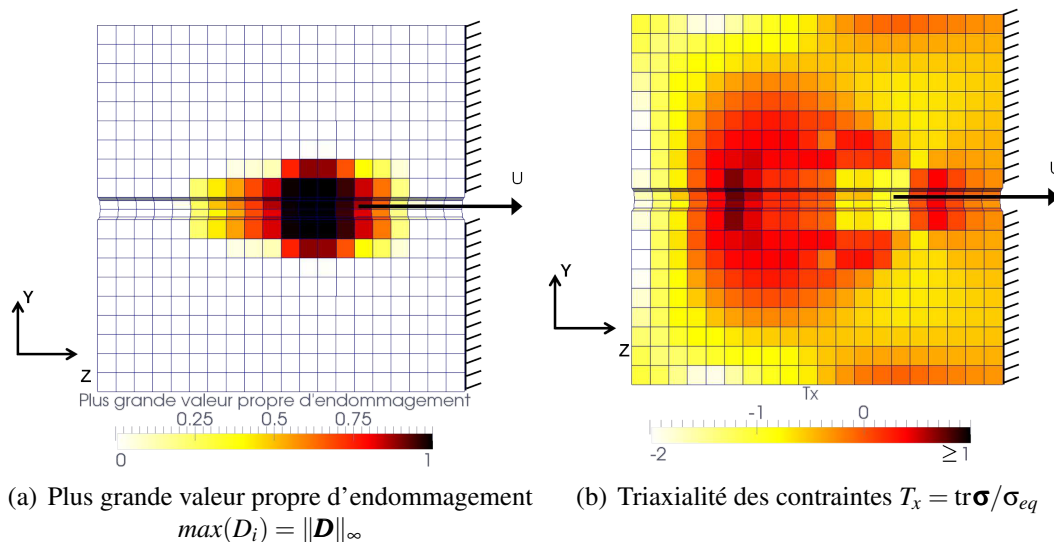 U
Y
Z
Plus grande valeur propre d'endommagement
0.25 0.5 0.75
0 1
(a) Plus grande valeur propre d'endommagement
max(D_i) = ‖D‖_∞
U
Y
Z
Tx
-1 0
-2 ≥1
(b) Triaxialité des contraintes T_x = trσ/σ_eq